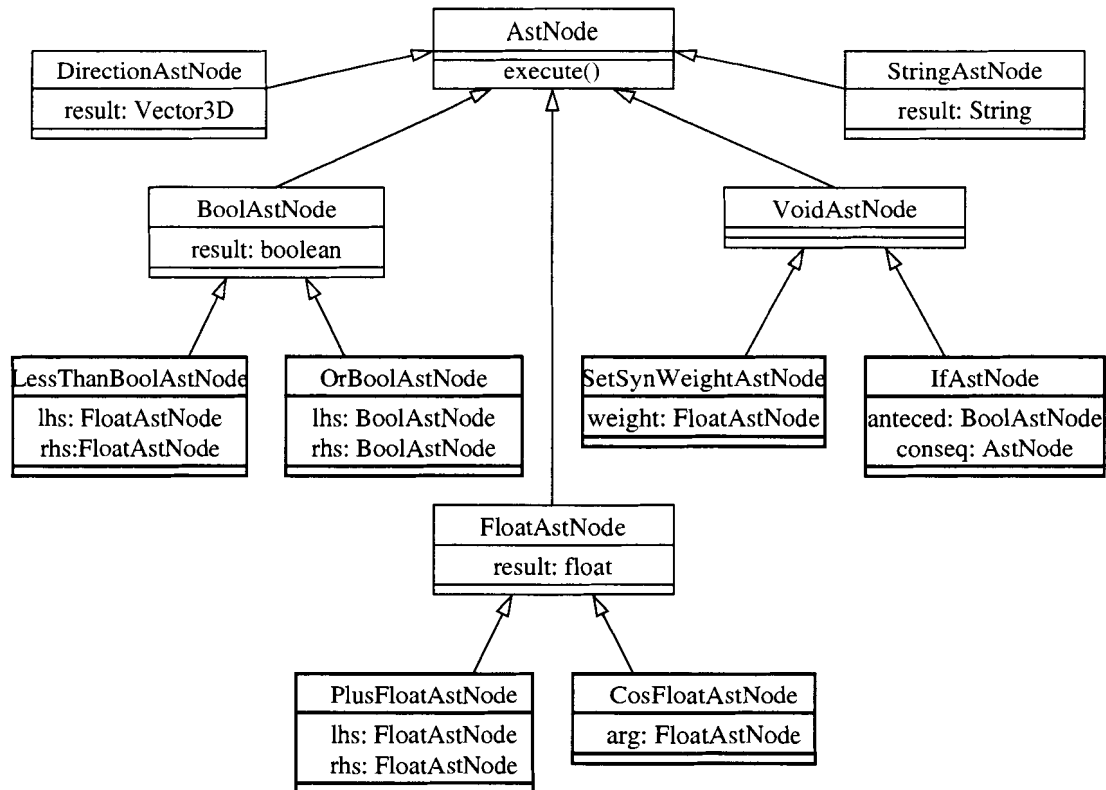 AstNode
execute()
DirectionAstNode
result: Vector3D
StringAstNode
result: String
BoolAstNode
result: boolean
VoidAstNode
LessThanBoolAstNode
lhs: FloatAstNode
rhs:FloatAstNode
OrBoolAstNode
lhs: BoolAstNode
rhs: BoolAstNode
SetSynWeightAstNode
weight: FloatAstNode
IfAstNode
anteced: BoolAstNode
conseq: AstNode
FloatAstNode
result: float
PlusFloatAstNode
lhs: FloatAstNode
rhs: FloatAstNode
CosFloatAstNode
arg: FloatAstNode